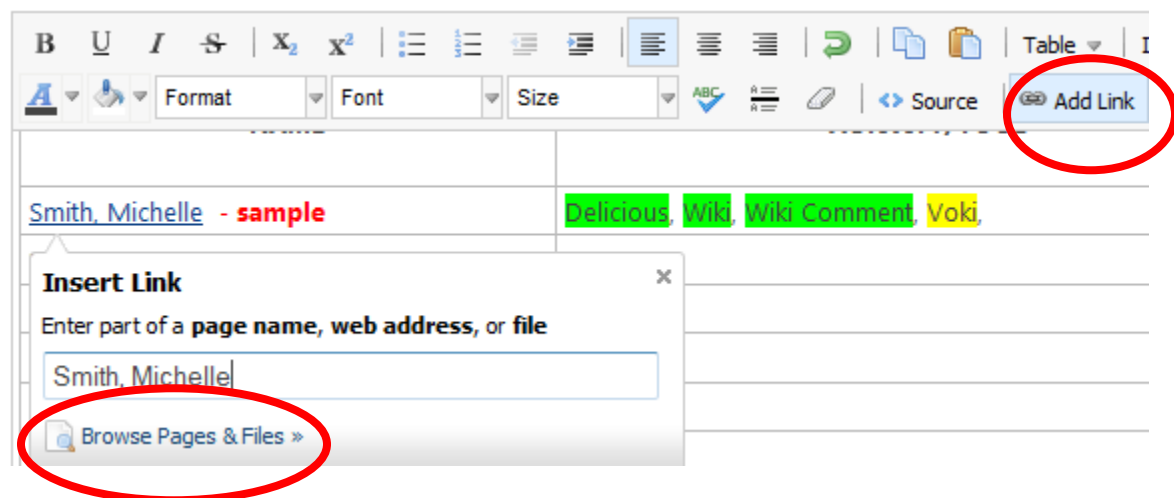 B U I S X₂ x² Table
A Format Font Size ABC Source Add Link
Smith, Michelle - sample Delicious, Wiki, Wiki Comment, Voki,
Insert Link
Enter part of a page name, web address, or file
Smith, Michelle
Browse Pages & Files »